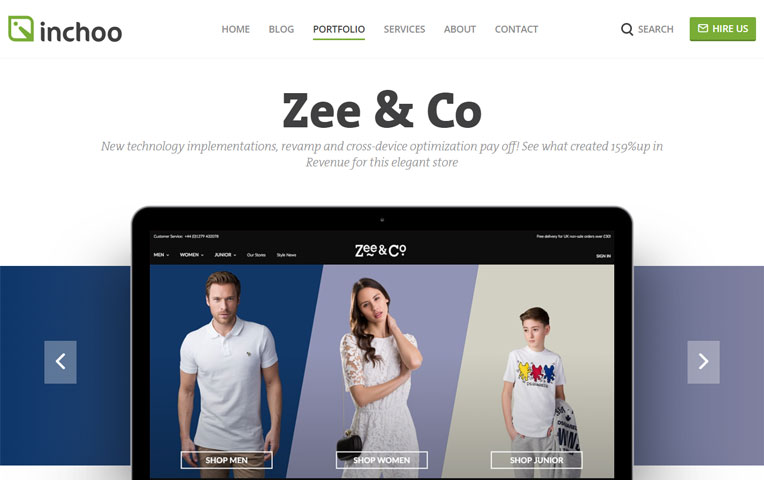 inchoo
HOME BLOG PORTFOLIO SERVICES ABOUT CONTACT
SEARCH
HIRE US
Zee & Co
New technology implementations, revamp and cross-device optimization pay off! See what created 159%up in
Revenue for this elegant store
Customer Service: +44 (0)1279 432078
Free delivery for UK non-sale orders over £30!
Zee & Co
MEN WOMEN JUNIOR Our Stores Style News
SIGN IN
SHOP MEN
SHOP WOMEN
SHOP JUNIOR